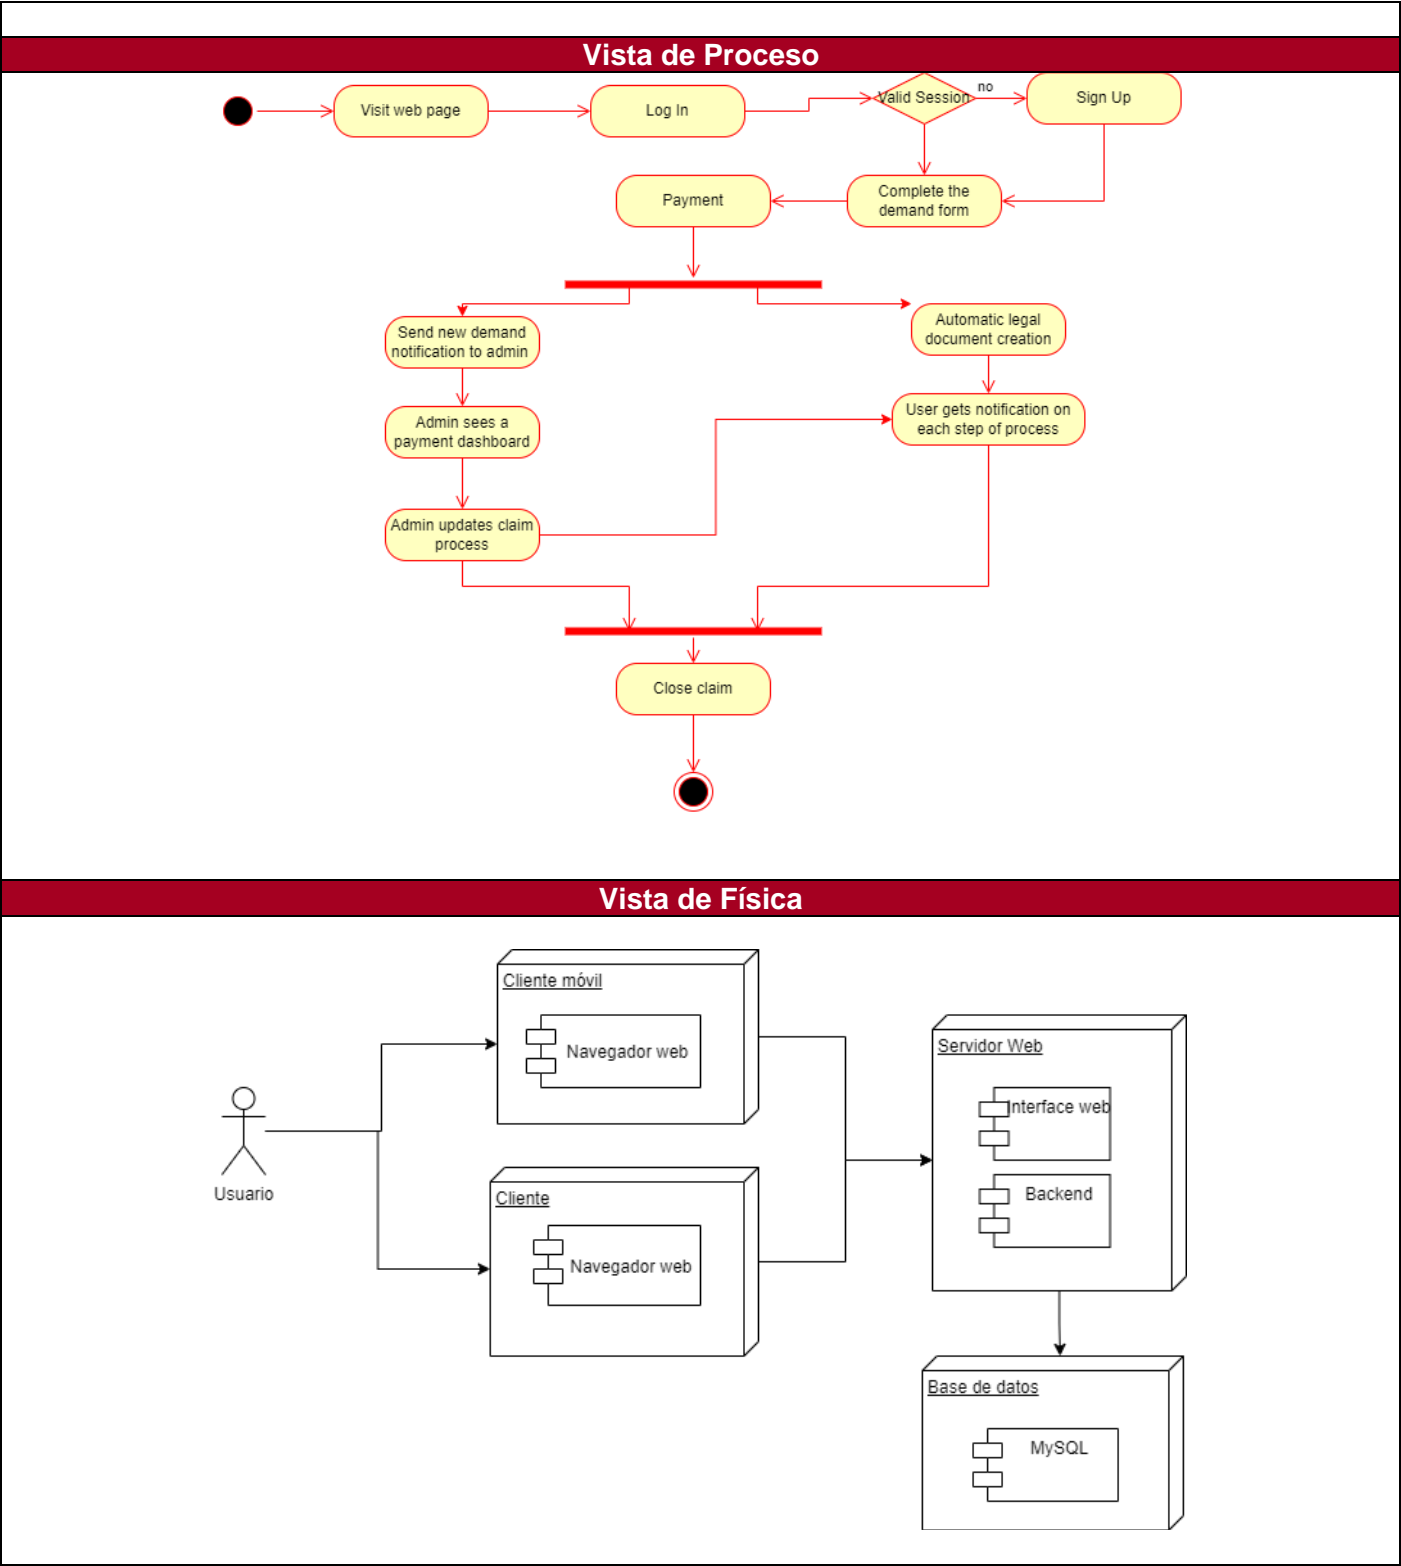 Vista de Proceso
Visit web page
Log In
Valid Session
no
Sign Up
Payment
Complete the
demand form
Send new demand
notification to admin
Automatic legal
document creation
Admin sees a
payment dashboard
User gets notification on
each step of process
Admin updates claim
process
Close claim
Vista de Física
Cliente móvil
Navegador web
Servidor Web
Interface web
Backend
Usuario
Cliente
Navegador web
Base de datos
MySQL